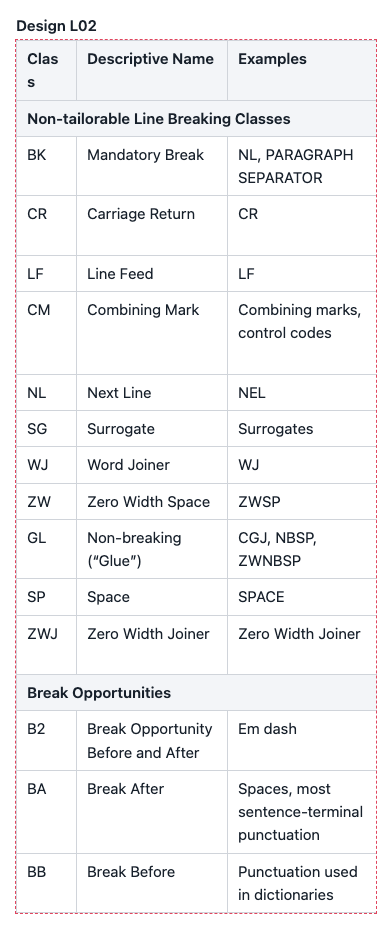 Design L02
Clas
s
Descriptive Name
Examples
Non-tailorable Line Breaking Classes
BK
Mandatory Break
NL, PARAGRAPH
SEPARATOR
CR
Carriage Return
CR
LF
Line Feed
LF
CM
Combining Mark
Combining marks,
control codes
NL
Next Line
NEL
SG
Surrogate
Surrogates
WJ
Word Joiner
WJ
ZW
Zero Width Space
ZWSP
GL
Non-breaking
(“Glue”)
CGJ, NBSP,
ZWNBSP
SP
Space
SPACE
ZWJ
Zero Width Joiner
Zero Width Joiner
Break Opportunities
B2
Break Opportunity
Before and After
Em dash
BA
Break After
Spaces, most
sentence-terminal
punctuation
BB
Break Before
Punctuation used
in dictionaries